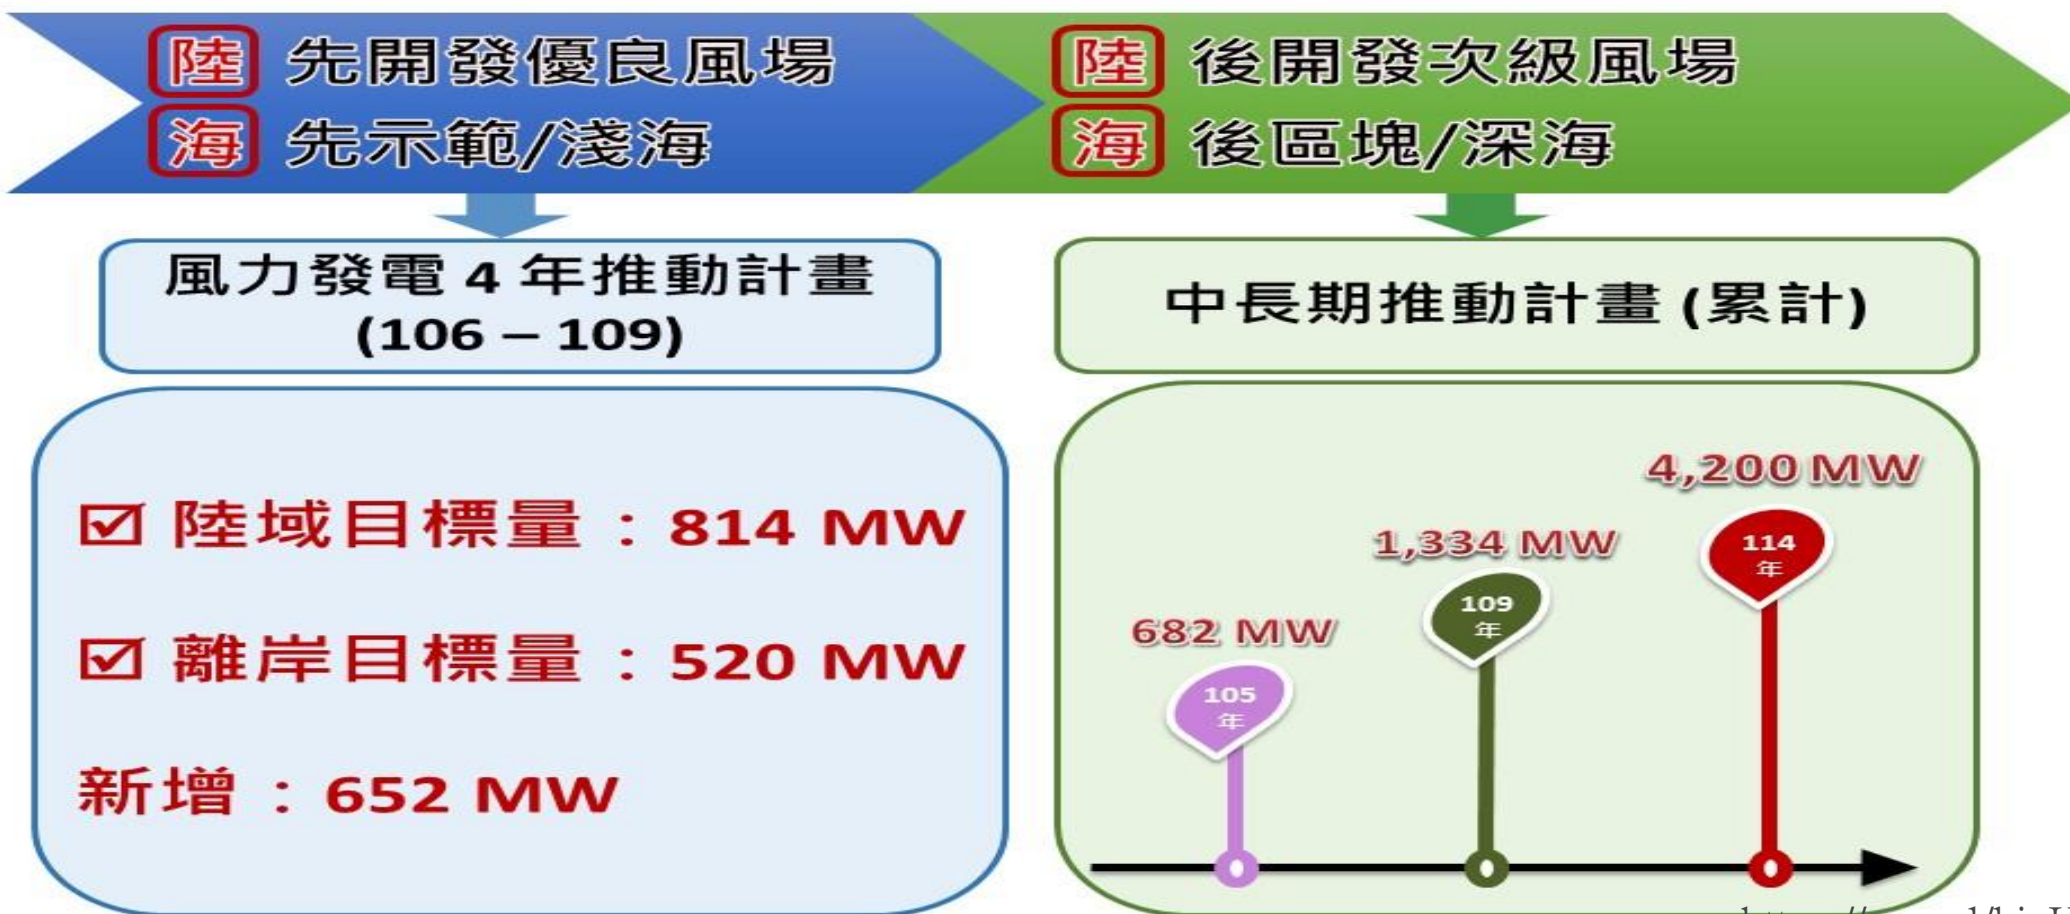 陸 先開發優良風場
海 先示範/淺海
陸 後開發次級風場
海 後區塊/深海
風力發電 4 年推動計畫
(106 – 109)
☑ 陸域目標量：814 MW
☑ 離岸目標量：520 MW
新增：652 MW
中長期推動計畫 (累計)
682 MW
105
年
1,334 MW
109
年
4,200 MW
114
年